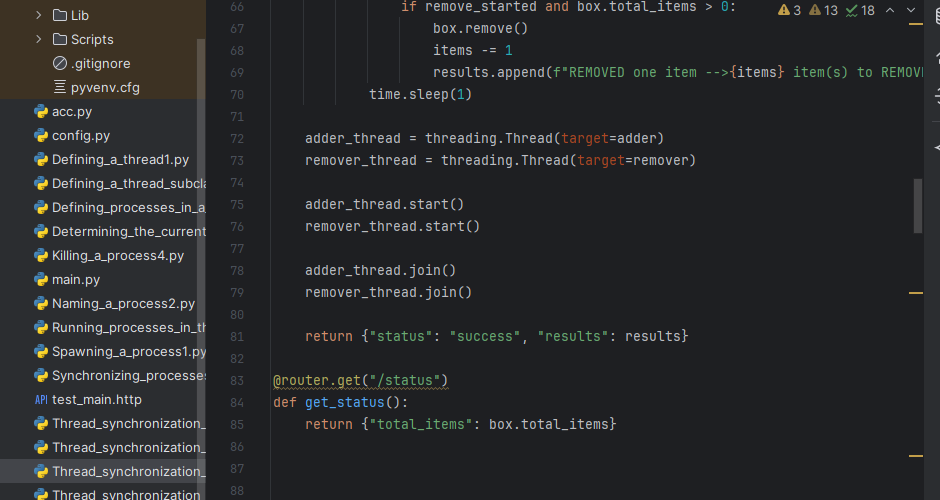 Lib
Scripts
.gitignore
pyvenv.cfg
acc.py
config.py
Defining_a_thread1.py
Defining_a_thread_subcla
Defining_processes_in_a_
Determining_the_current
Killing_a_process4.py
main.py
Naming_a_process2.py
Running_processes_in_th
Spawning_a_process1.py
Synchronizing_processes
API test_main.http
Thread_synchronization_
Thread_synchronization_
Thread_synchronization_
Thread_synchronization
3 13 18
66 if remove_started and box.total_items > 0:
67 box.remove()
68 items -= 1
69 results.append(f"REMOVED one item -->{items} item(s) to REMOV
70 time.sleep(1)
71
72 adder_thread = threading.Thread(target=adder)
73 remover_thread = threading.Thread(target=remover)
74
75 adder_thread.start()
76 remover_thread.start()
77
78 adder_thread.join()
79 remover_thread.join()
80
81 return {"status": "success", "results": results}
82
83 @router.get("/status")
84 def get_status():
85 return {"total_items": box.total_items}
86
87
88